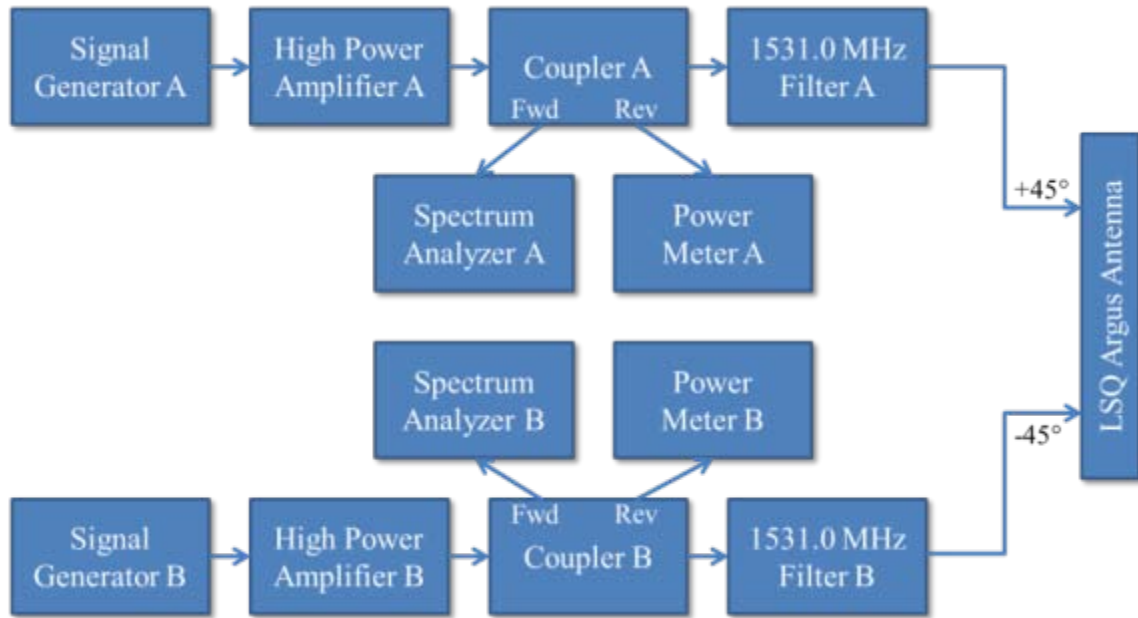 Signal
Generator A
High Power
Amplifier A
Coupler A
Fwd Rev
1531.0 MHz
Filter A
Spectrum
Analyzer A
Power
Meter A
+45°
LSQ Argus Antenna
-45°
Spectrum
Analyzer B
Power
Meter B
Signal
Generator B
High Power
Amplifier B
Fwd Rev
Coupler B
1531.0 MHz
Filter B